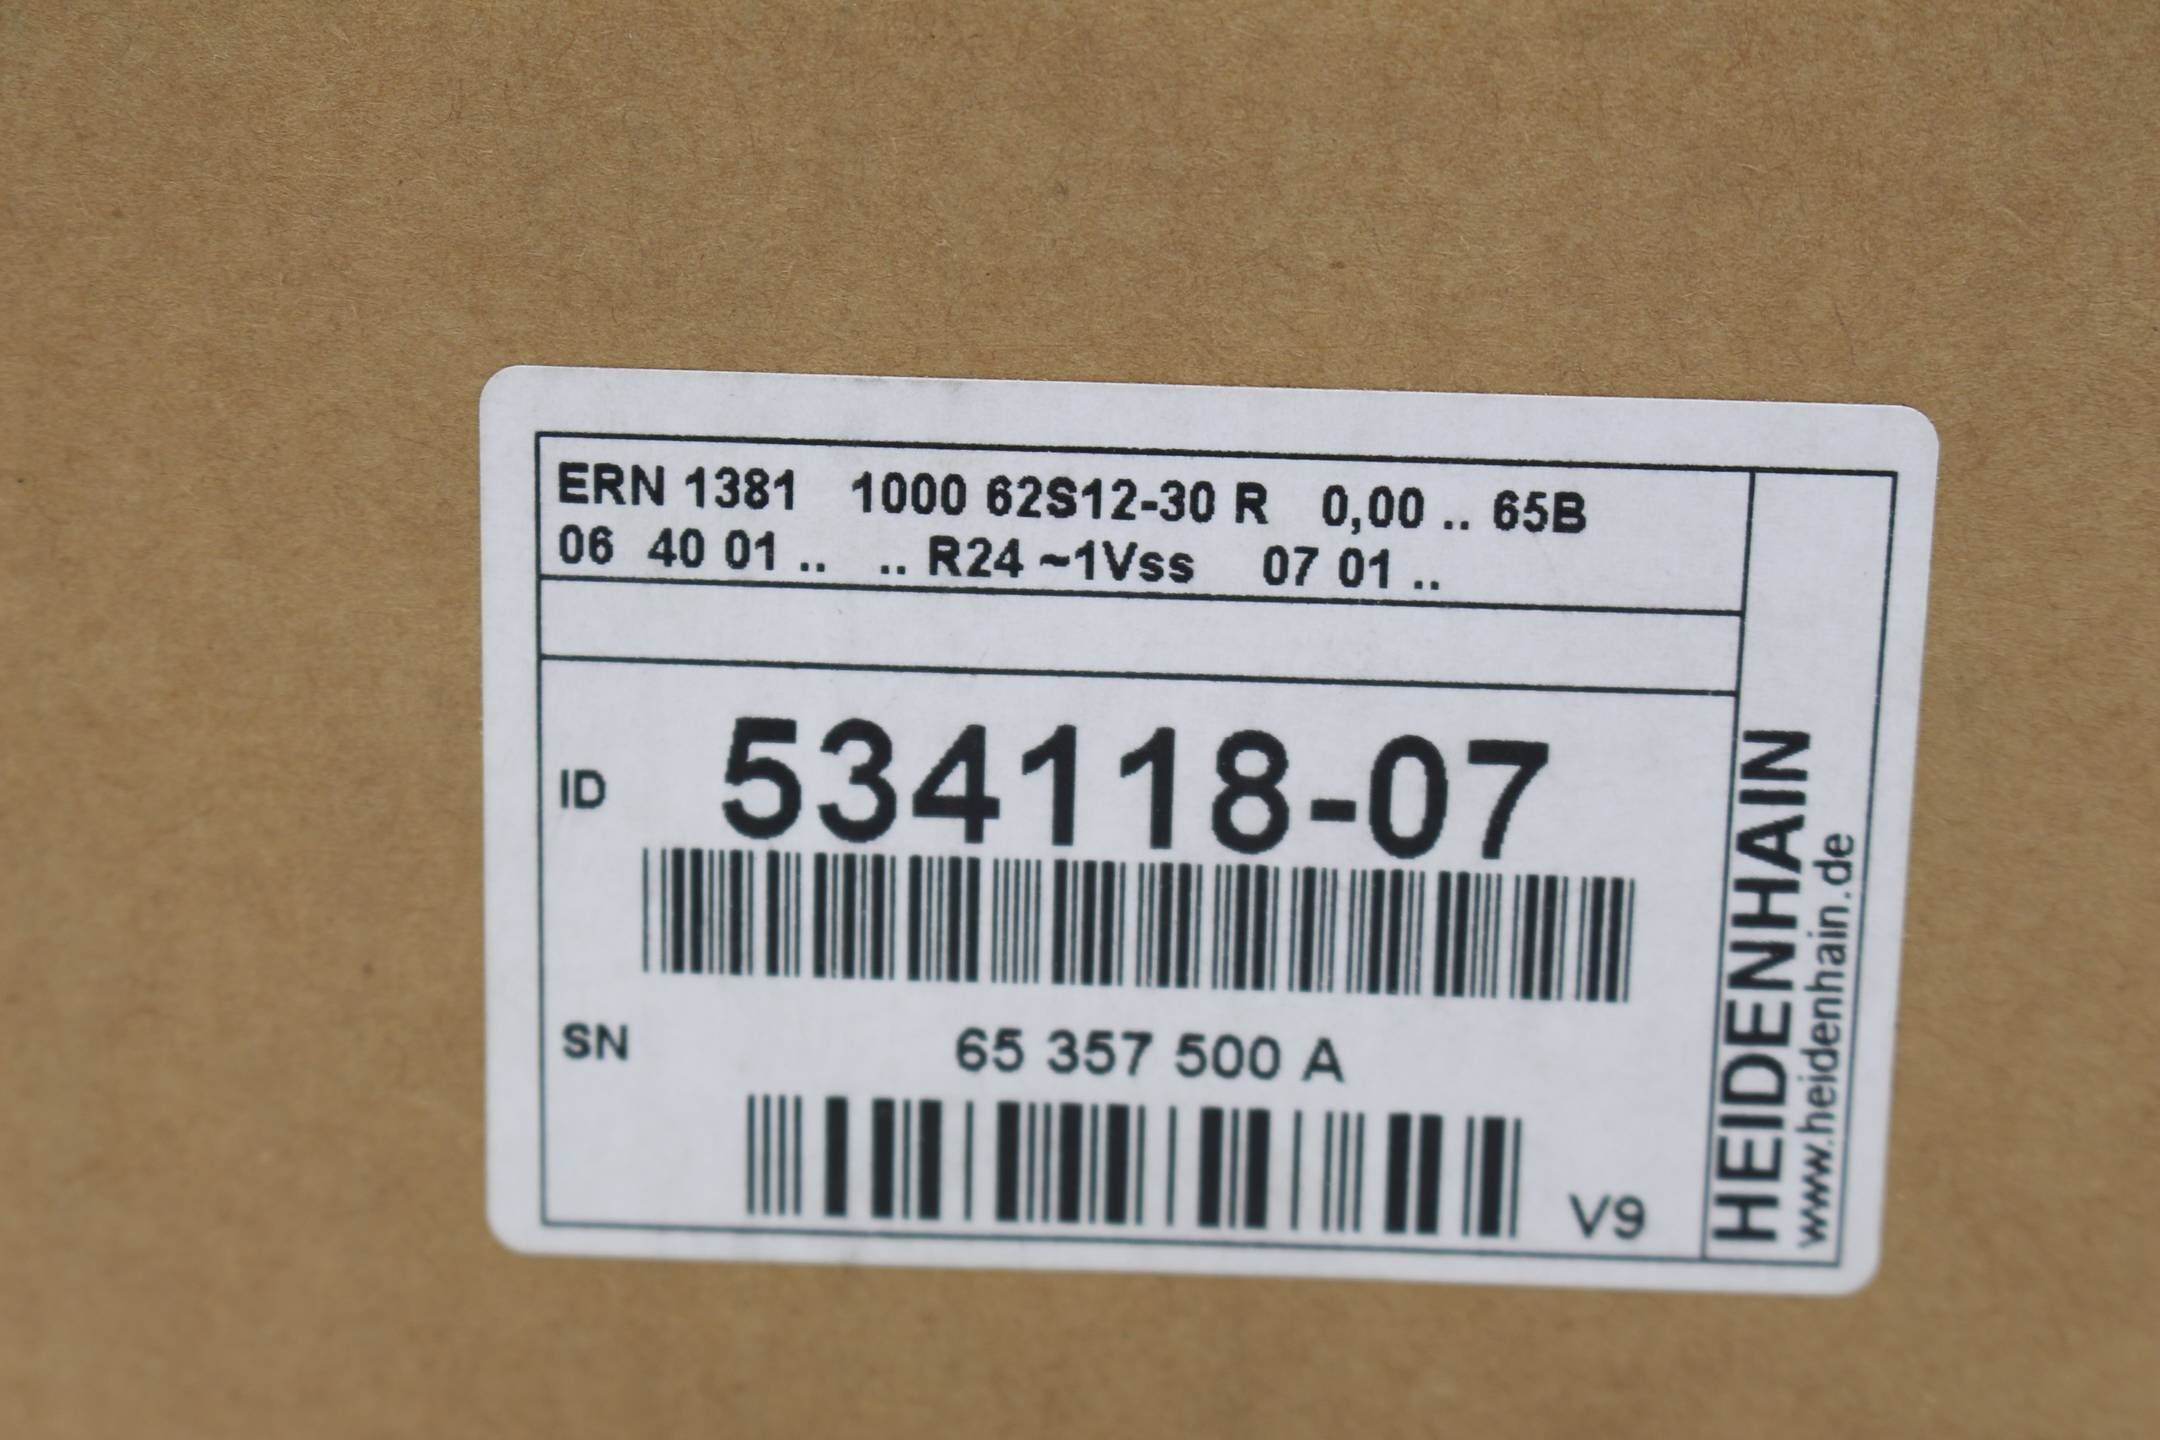 ERN 1381 1000 62S12-30 R 0,00 .. 65B
06 40 01 .. .. R24 ~1Vss 07 01 ..
ID 534118-07
SN 65 357 500 A
V9
HEIDENHAIN
www.heidenhain.de